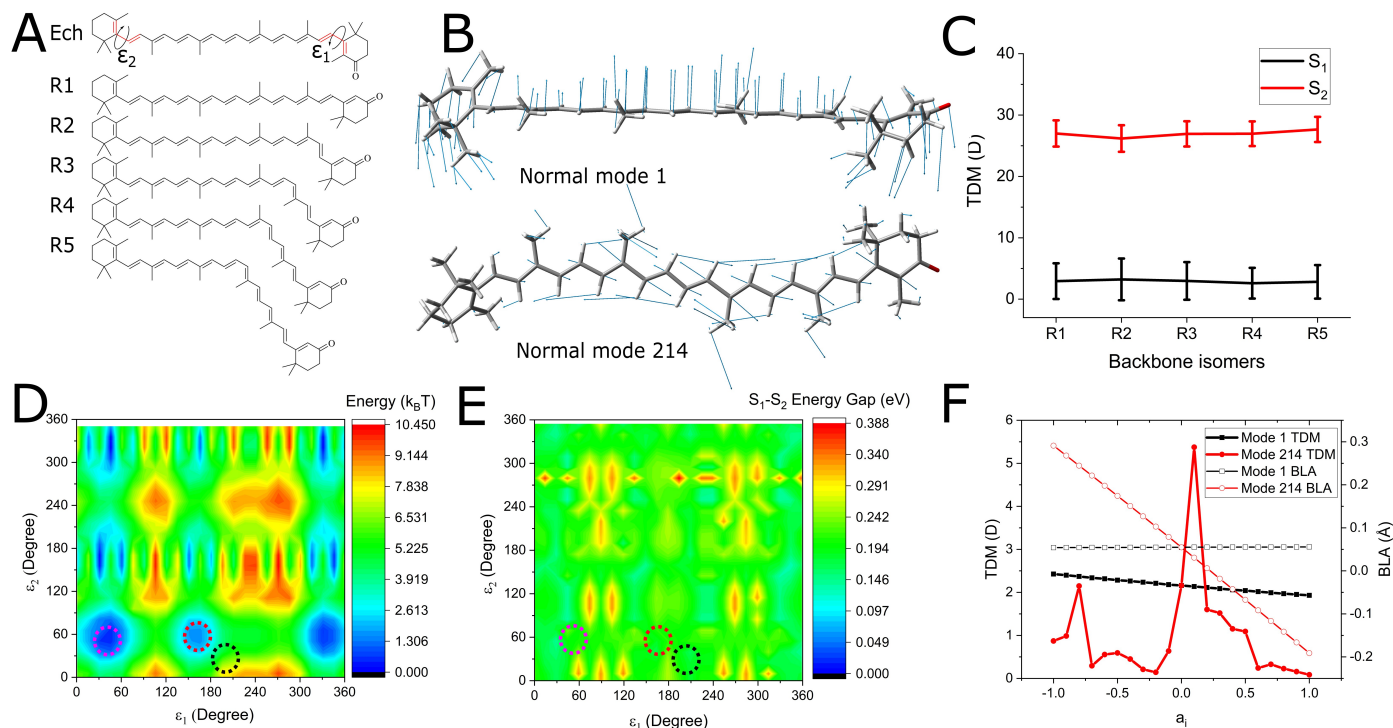 A
Ech
ε2
ε1
O
R1
O
R2
O
R3
O
R4
O
R5
O
B
Normal mode 1
Normal mode 214
C
TDM (D)
40
30
20
10
0
S1
S2
R1 R2 R3 R4 R5
Backbone isomers
D
Energy (kBT)
ε2 (Degree)
360
300
240
180
120
60
0
0 60 120 180 240 300 360
ε1 (Degree)
10.450
9.144
7.838
6.531
5.225
3.919
2.613
1.306
0.000
E
S1-S2 Energy Gap (eV)
ε2 (Degree)
360
300
240
180
120
60
0
0 60 120 180 240 300 360
ε1 (Degree)
0.388
0.340
0.292
0.243
0.194
0.146
0.098
0.049
0.000
F
TDM (D)
6
5
4
3
2
1
0
Mode 1 TDM
Mode 214 TDM
Mode 1 BLA
Mode 214 BLA
0.3
0.2
0.1
0.0
-0.1
-0.2
BLA (Å)
-1.0 -0.5 0.0 0.5 1.0
ai